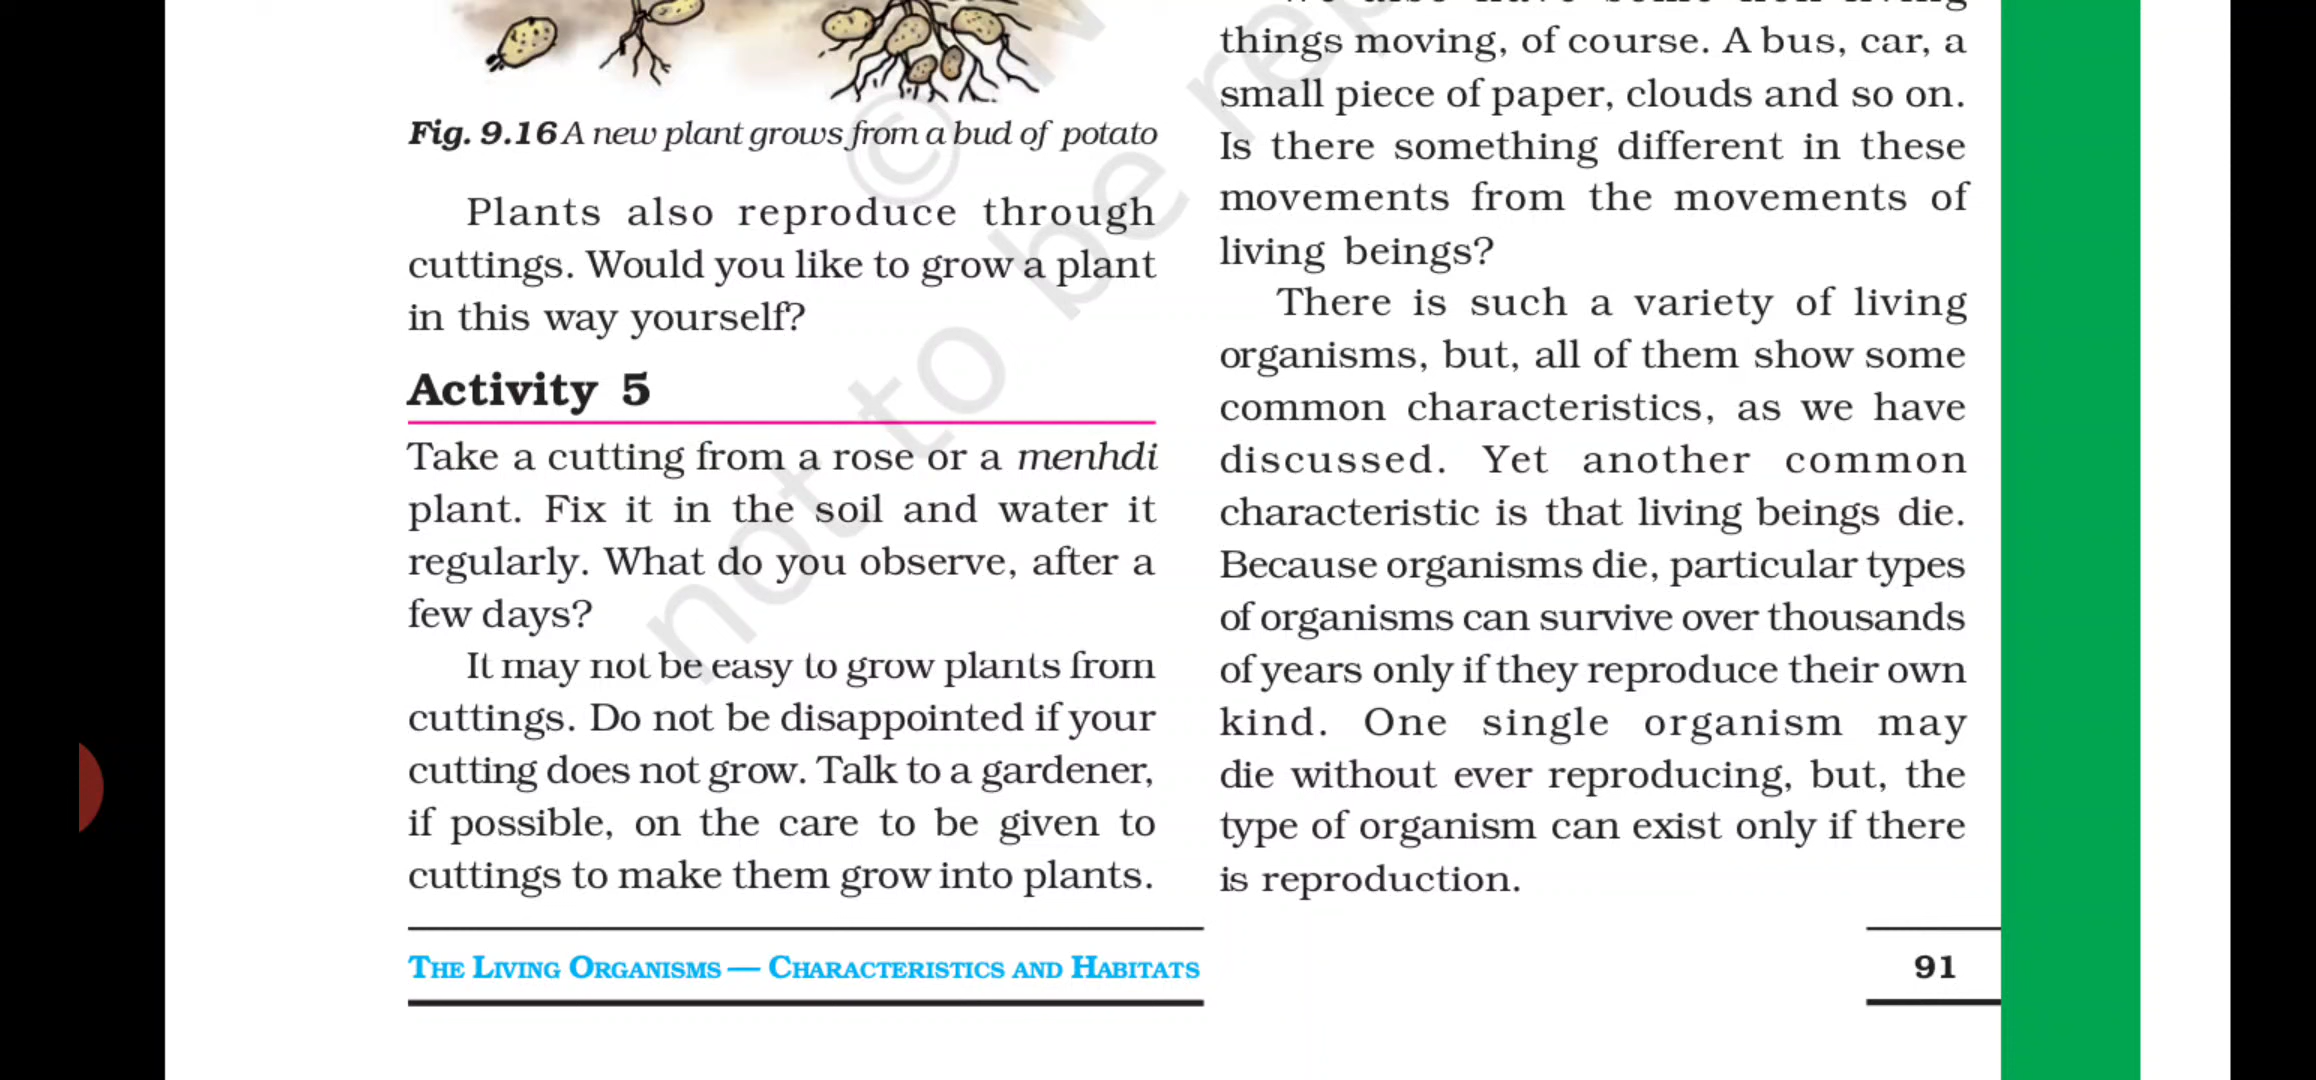 Fig. 9.16 A new plant grows from a bud of potato
Plants also reproduce through
cuttings. Would you like to grow a plant
in this way yourself?
Activity 5
Take a cutting from a rose or a menhdi
plant. Fix it in the soil and water it
regularly. What do you observe, after a
few days?
It may not be easy to grow plants from
cuttings. Do not be disappointed if your
cutting does not grow. Talk to a gardener,
if possible, on the care to be given to
cuttings to make them grow into plants.
things moving, of course. A bus, car, a
small piece of paper, clouds and so on.
Is there something different in these
movements from the movements of
living beings?
There is such a variety of living
organisms, but, all of them show some
common characteristics, as we have
discussed. Yet another common
characteristic is that living beings die.
Because organisms die, particular types
of organisms can survive over thousands
of years only if they reproduce their own
kind. One single organism may
die without ever reproducing, but, the
type of organism can exist only if there
is reproduction.
THE LIVING ORGANISMS — CHARACTERISTICS AND HABITATS
91
©
not to be